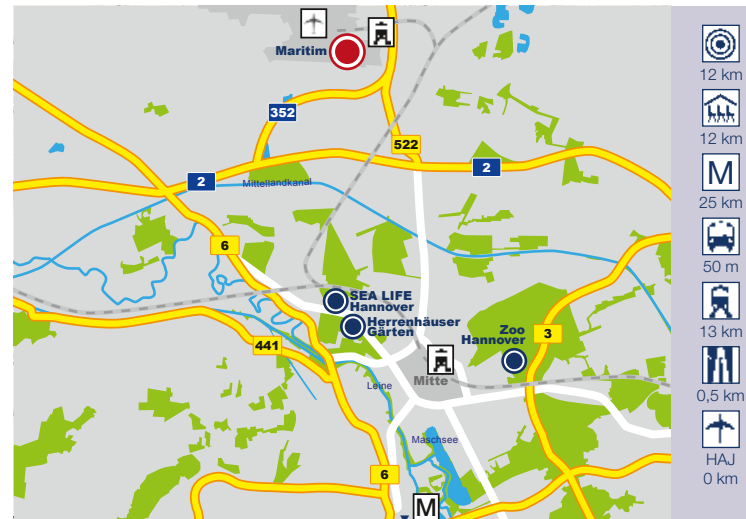 Maritim
352
522
2
2
Mittellandkanal
6
SEA LIFE
Hannover
Herrenhäuser
Gärten
Zoo
Hannover
3
441
Mitte
Leine
Maschsee
6
M
12 km
12 km
M
25 km
50 m
13 km
0,5 km
HAJ
0 km